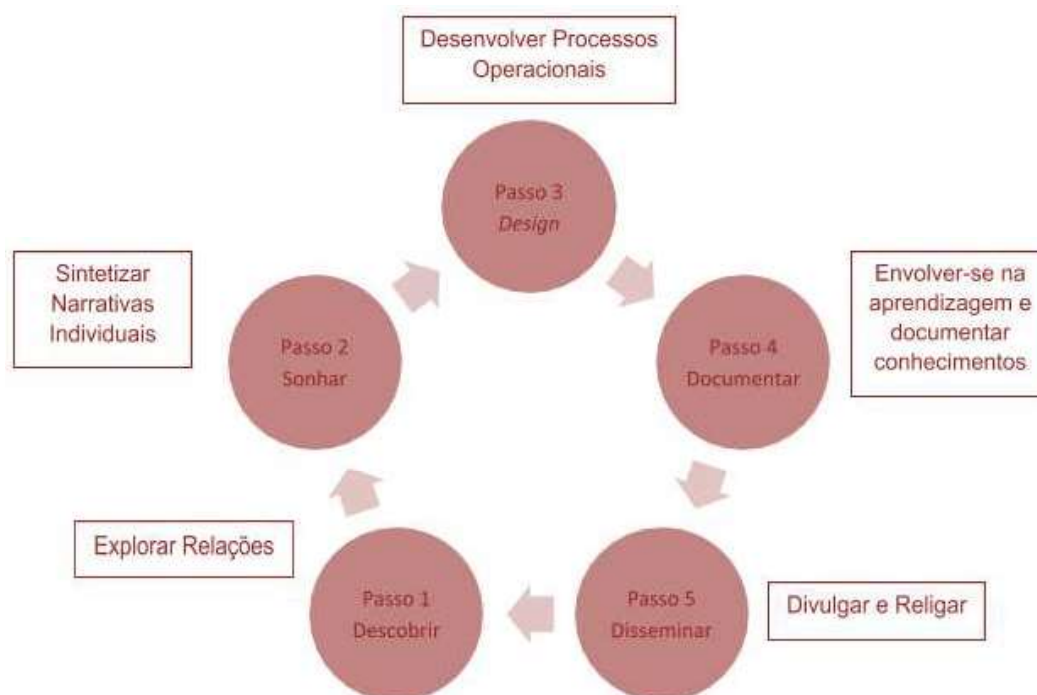 Desenvolver Processos
Operacionais
Passo 3
Design
Sintetizar
Narrativas
Individuais
Passo 2
Sonhar
Passo 4
Documentar
Envolver-se na
aprendizagem e
documentar
conhecimentos
Explorar Relações
Passo 1
Descobrir
Passo 5
Disseminar
Divulgar e Religar